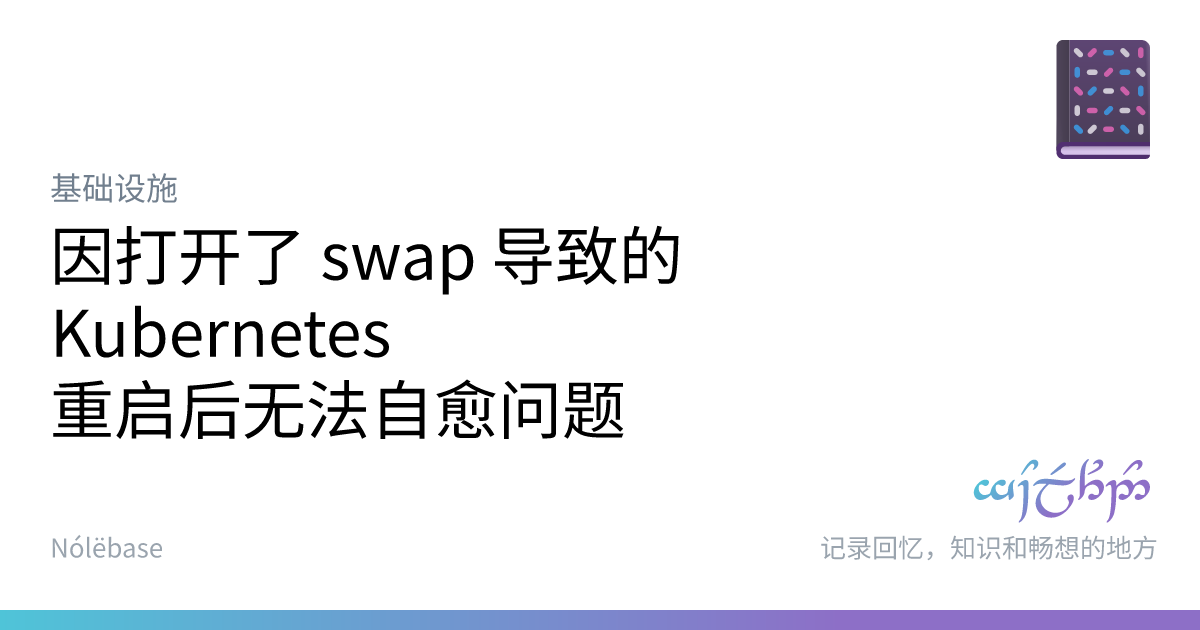 基础设施
因打开了 swap 导致的
Kubernetes
重启后无法自愈问题
Nólëbase
记录回忆，知识和畅想的地方